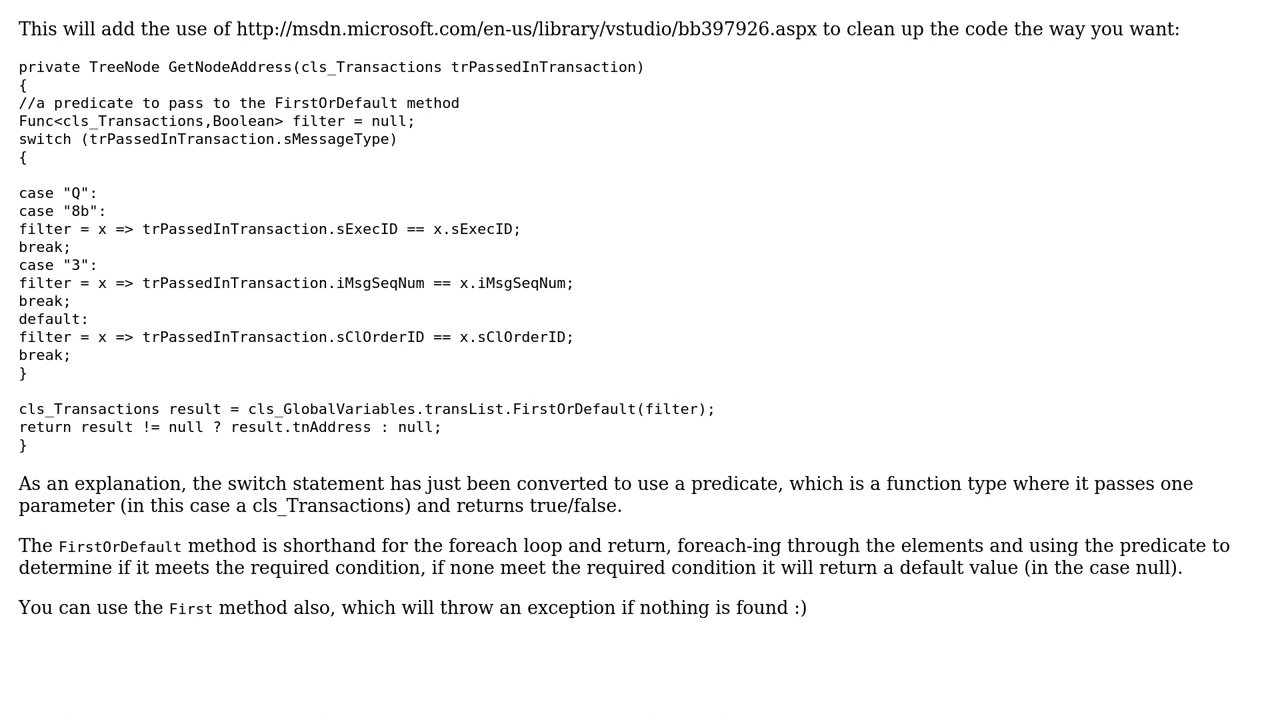 This will add the use of http://msdn.microsoft.com/en-us/library/vstudio/bb397926.aspx to clean up the code the way you want:
private TreeNode GetNodeAddress(cls_Transactions trPassedInTransaction)
{
//a predicate to pass to the FirstOrDefault method
Func<cls_Transactions,Boolean> filter = null;
switch (trPassedInTransaction.sMessageType)
{
case "Q":
case "8b":
filter = x => trPassedInTransaction.sExecID == x.sExecID;
break;
case "3":
filter = x => trPassedInTransaction.iMsgSeqNum == x.iMsgSeqNum;
break;
default:
filter = x => trPassedInTransaction.sClOrderID == x.sClOrderID;
break;
}
cls_Transactions result = cls_GlobalVariables.transList.FirstOrDefault(filter);
return result != null ? result.tnAddress : null;
}
As an explanation, the switch statement has just been converted to use a predicate, which is a function type where it passes one
parameter (in this case a cls_Transactions) and returns true/false.
The FirstOrDefault method is shorthand for the foreach loop and return, foreach-ing through the elements and using the predicate to
determine if it meets the required condition, if none meet the required condition it will return a default value (in the case null).
You can use the First method also, which will throw an exception if nothing is found :)